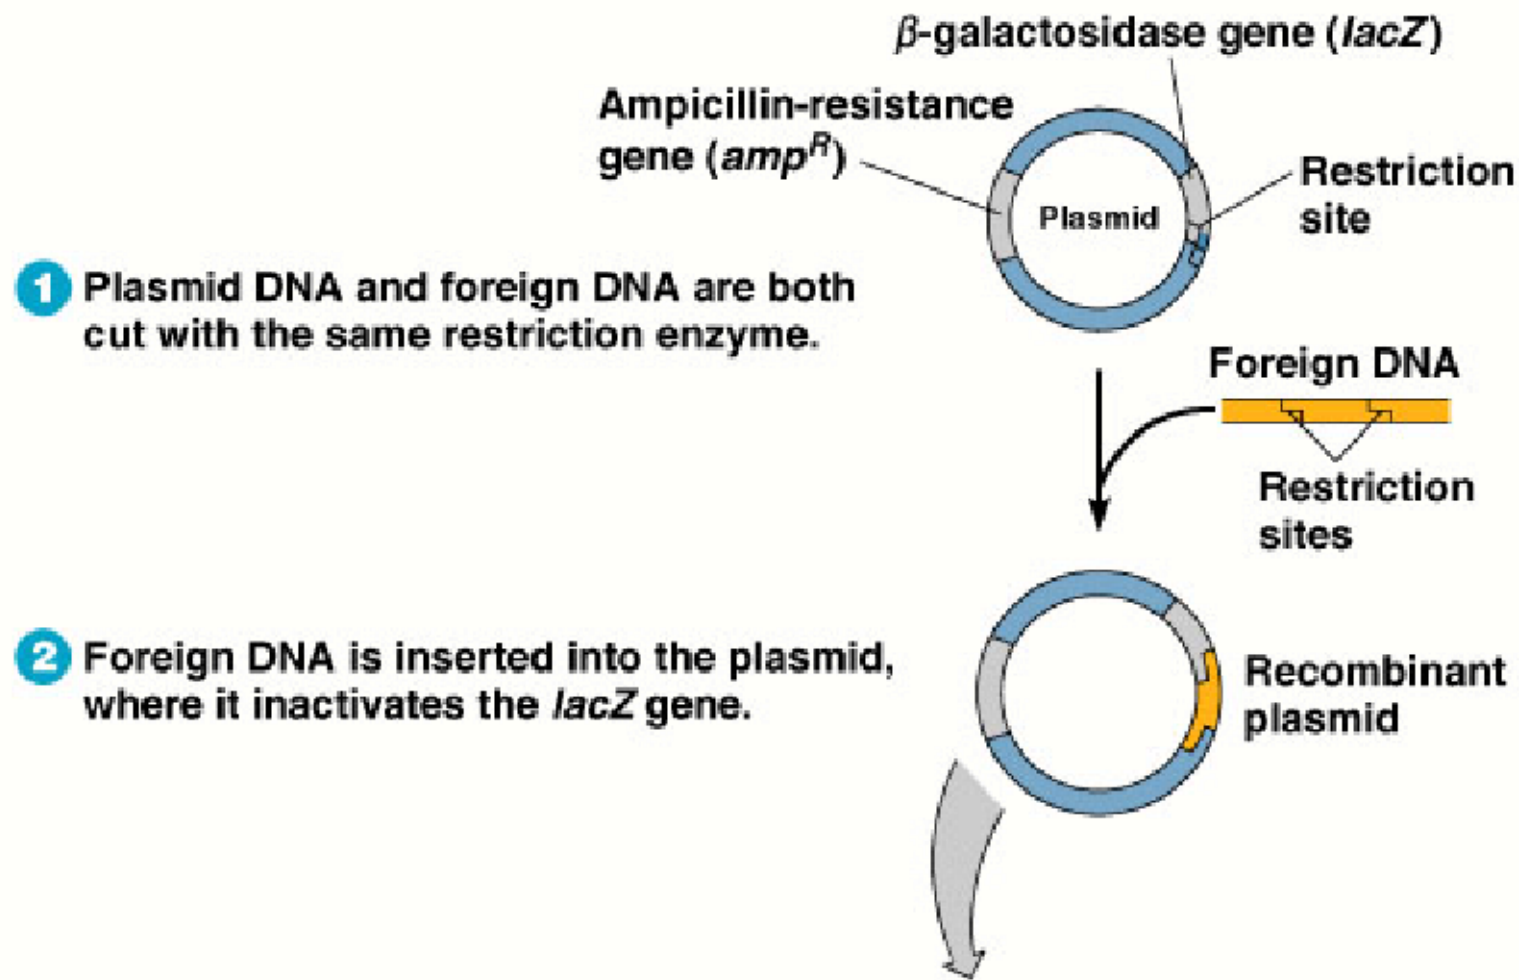 β-galactosidase gene (lacZ)
Ampicillin-resistance
gene (ampᴿ)
Restriction
site
Plasmid
1 Plasmid DNA and foreign DNA are both
cut with the same restriction enzyme.
Foreign DNA
Restriction
sites
2 Foreign DNA is inserted into the plasmid,
where it inactivates the lacZ gene.
Recombinant
plasmid